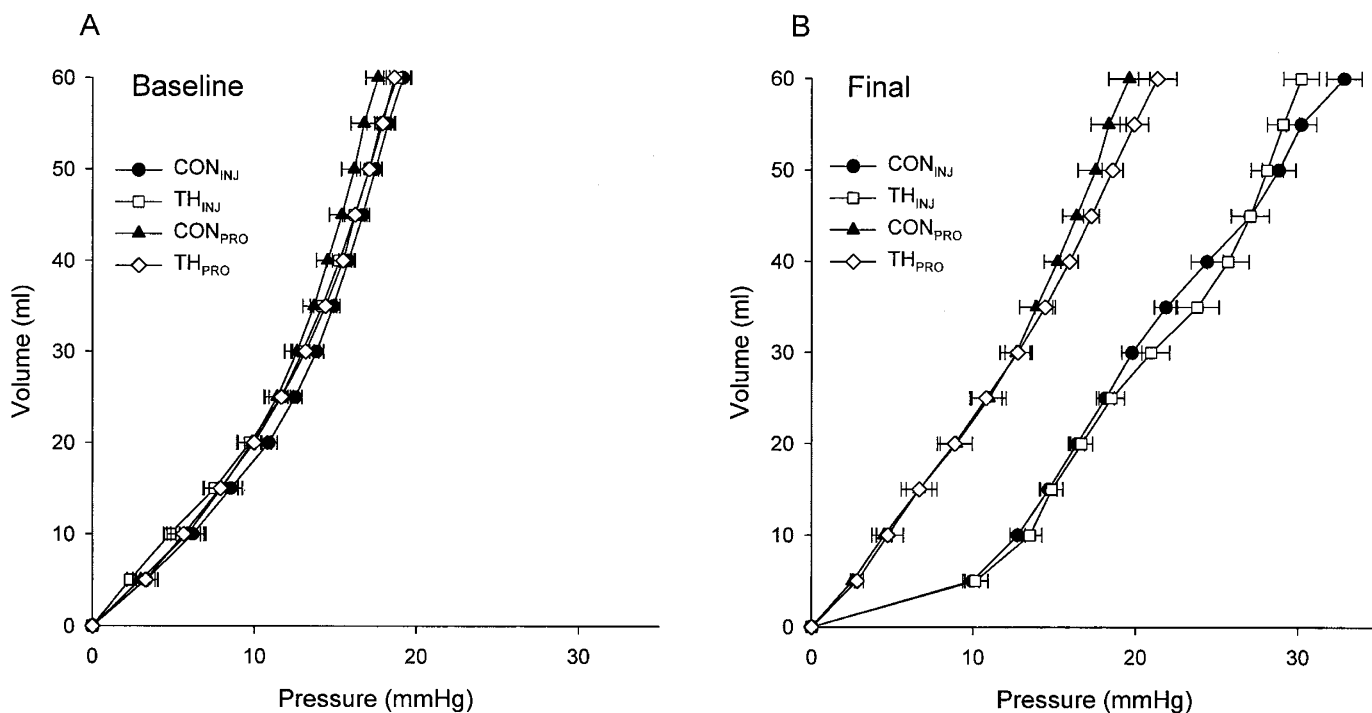 A
Baseline
CON_INJ
TH_INJ
CON_PRO
TH_PRO
Volume (ml)
60
50
40
30
20
10
0
0 10 20 30
Pressure (mmHg)
B
Final
CON_INJ
TH_INJ
CON_PRO
TH_PRO
Volume (ml)
60
50
40
30
20
10
0
0 10 20 30
Pressure (mmHg)